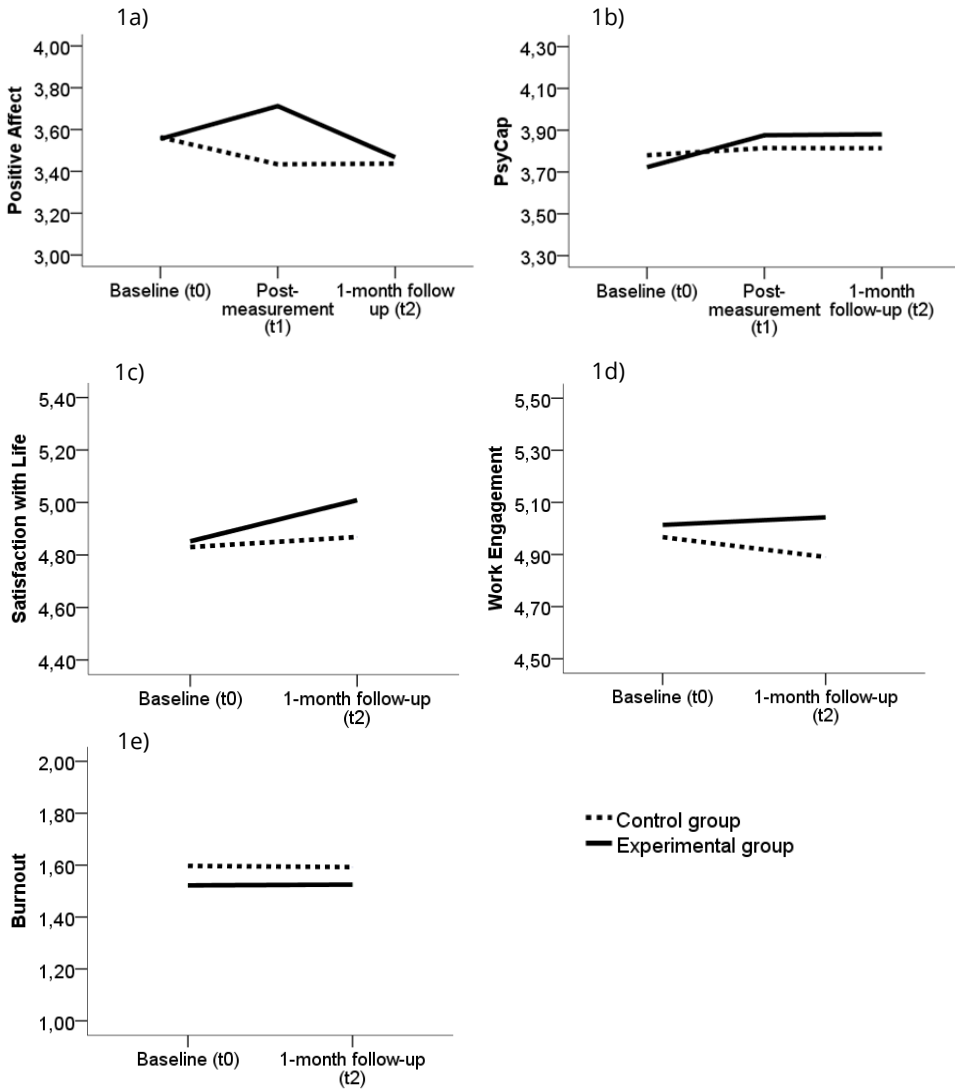 1a)
Positive Affect
4,00
3,80
3,60
3,40
3,20
3,00
Baseline (t0)
Post-
measurement
(t1)
1-month follow
up (t2)
1b)
PsyCap
4,30
4,10
3,90
3,70
3,50
3,30
Baseline (t0)
Post-
measurement
(t1)
1-month
follow-up (t2)
1c)
Satisfaction with Life
5,40
5,20
5,00
4,80
4,60
4,40
Baseline (t0)
1-month follow-up
(t2)
1d)
Work Engagement
5,50
5,30
5,10
4,90
4,70
4,50
Baseline (t0)
1-month follow-up
(t2)
1e)
Burnout
2,00
1,80
1,60
1,40
1,20
1,00
Baseline (t0)
1-month follow-up
(t2)
Control group
Experimental group